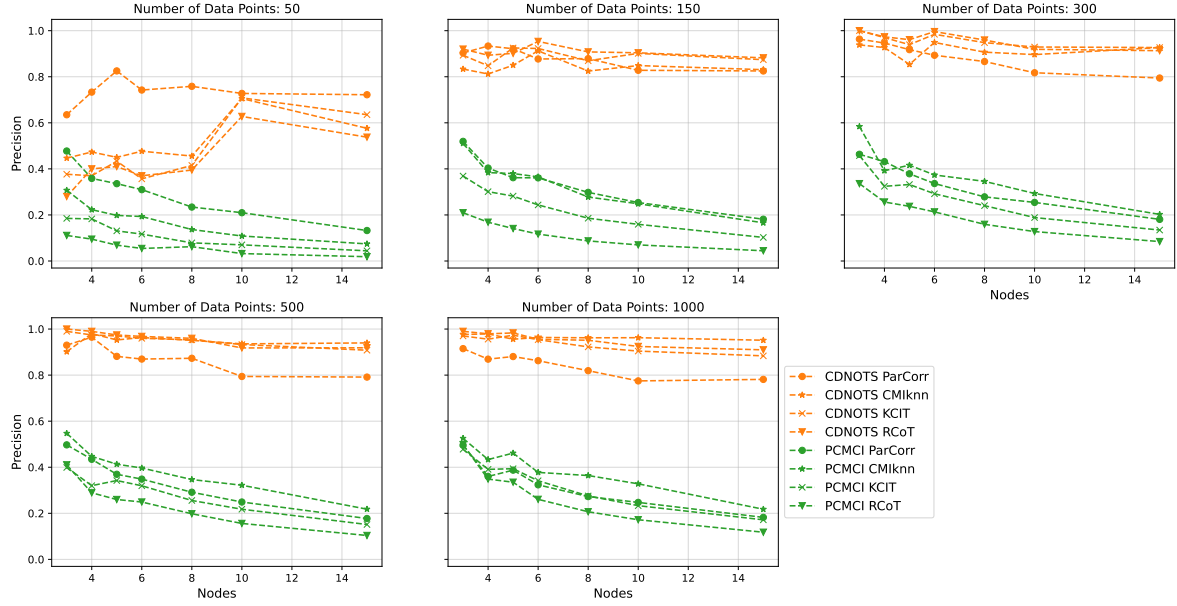 Number of Data Points: 50
Number of Data Points: 150
Number of Data Points: 300
1.0
0.8
0.6
0.4
0.2
0.0
Precision
4 6 8 10 12 14
4 6 8 10 12 14
4 6 8 10 12 14
Nodes
Number of Data Points: 500
Number of Data Points: 1000
1.0
0.8
0.6
0.4
0.2
0.0
Precision
4 6 8 10 12 14
4 6 8 10 12 14
Nodes
Nodes
CDNOTS ParCorr
CDNOTS CMIknn
CDNOTS KCIT
CDNOTS RCoT
PCMCI ParCorr
PCMCI CMIknn
PCMCI KCIT
PCMCI RCoT